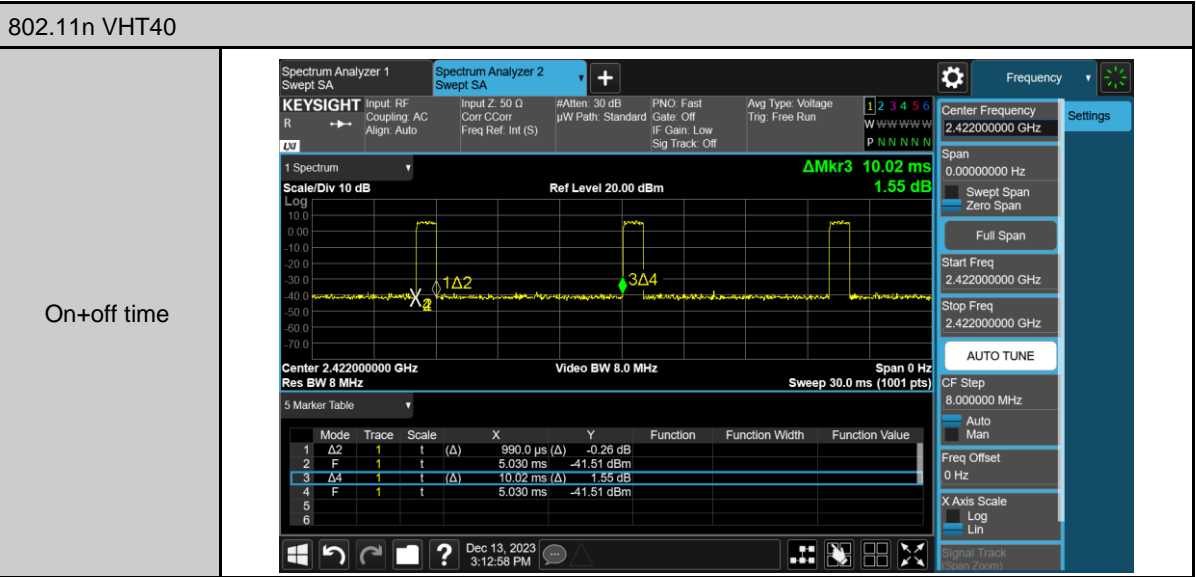 802.11n VHT40
On+off time
Spectrum Analyzer 1
Swept SA
Spectrum Analyzer 2
Swept SA
Frequency
KEYSIGHT
R
LXI
Input: RF
Coupling: AC
Align: Auto
Input Z: 50 Ω
Corr CCorr
Freq Ref: Int (S)
#Atten: 30 dB
µW Path: Standard
PNO: Fast
Gate: Off
IF Gain: Low
Sig Track: Off
Avg Type: Voltage
Trig: Free Run
1 2 3 4 5 6
W W W W W W
P N N N N N
1 Spectrum
ΔMkr3 10.02 ms
1.55 dB
Scale/Div 10 dB
Ref Level 20.00 dBm
Log
10.0
0.00
-10.0
-20.0
-30.0
-40.0
-50.0
-60.0
-70.0
1Δ2
3Δ4
Center 2.422000000 GHz
Video BW 8.0 MHz
Span 0 Hz
Res BW 8 MHz
Sweep 30.0 ms (1001 pts)
5 Marker Table
Mode Trace Scale X Y Function Function Width Function Value
1 Δ2 1 t (Δ) 990.0 µs (Δ) -0.26 dB
2 F 1 t 5.030 ms -41.51 dBm
3 Δ4 1 t (Δ) 10.02 ms (Δ) 1.55 dB
4 F 1 t 5.030 ms -41.51 dBm
5
6
?
Dec 13, 2023
3:12:58 PM
Center Frequency
2.422000000 GHz
Settings
Span
0.00000000 Hz
Swept Span
Zero Span
Full Span
Start Freq
2.422000000 GHz
Stop Freq
2.422000000 GHz
AUTO TUNE
CF Step
8.000000 MHz
Auto
Man
Freq Offset
0 Hz
X Axis Scale
Log
Lin
Signal Track
(Span Zoom)